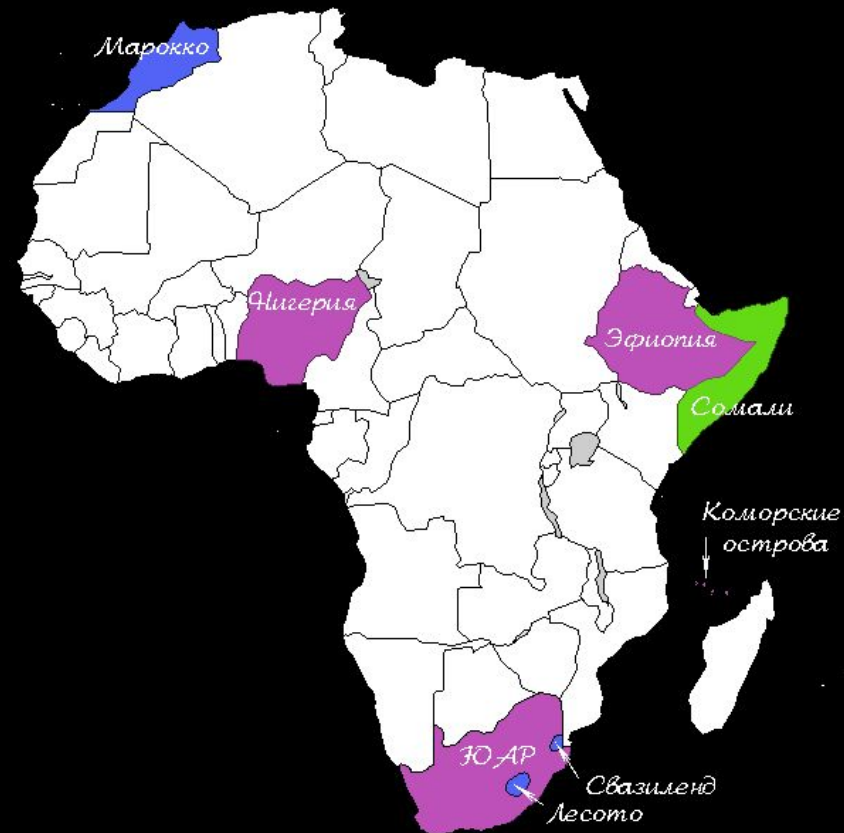 Марокко
Нигерия
Эфиопия
Сомали
Коморские
острова
ЮАР
Свазиленд
Лесото